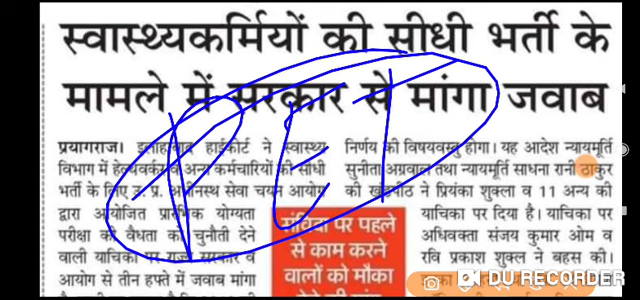 स्वास्थ्यकर्मियों की सीधी भर्ती के
मामले में सरकार से मांगा जवाब
प्रयागराज। इलाहाबाद हाईकोर्ट ने स्वास्थ्य
विभाग में हेल्थवर्कर व अन्य कर्मचारियों की सीधी
भर्ती के लिए उ. प्र. अधीनस्थ सेवा चयन आयोग
द्वारा आयोजित प्रारंभिक योग्यता
परीक्षा की वैधता को चुनौती देने
वाली याचिका पर राज्य सरकार व
आयोग से तीन हफ्ते में जवाब मांगा
संविदा पर पहले
से काम करने
वालों को मौका
निर्णय की विषयवस्तु होगा। यह आदेश न्यायमूर्ति
सुनीता अग्रवाल तथा न्यायमूर्ति साधना रानी ठाकुर
की खंडपीठ ने प्रियंका शुक्ला व 11 अन्य की
याचिका पर दिया है। याचिका पर
अधिवक्ता संजय कुमार ओम व
रवि प्रकाश शुक्ल ने बहस की।
PET
DU RECORDER